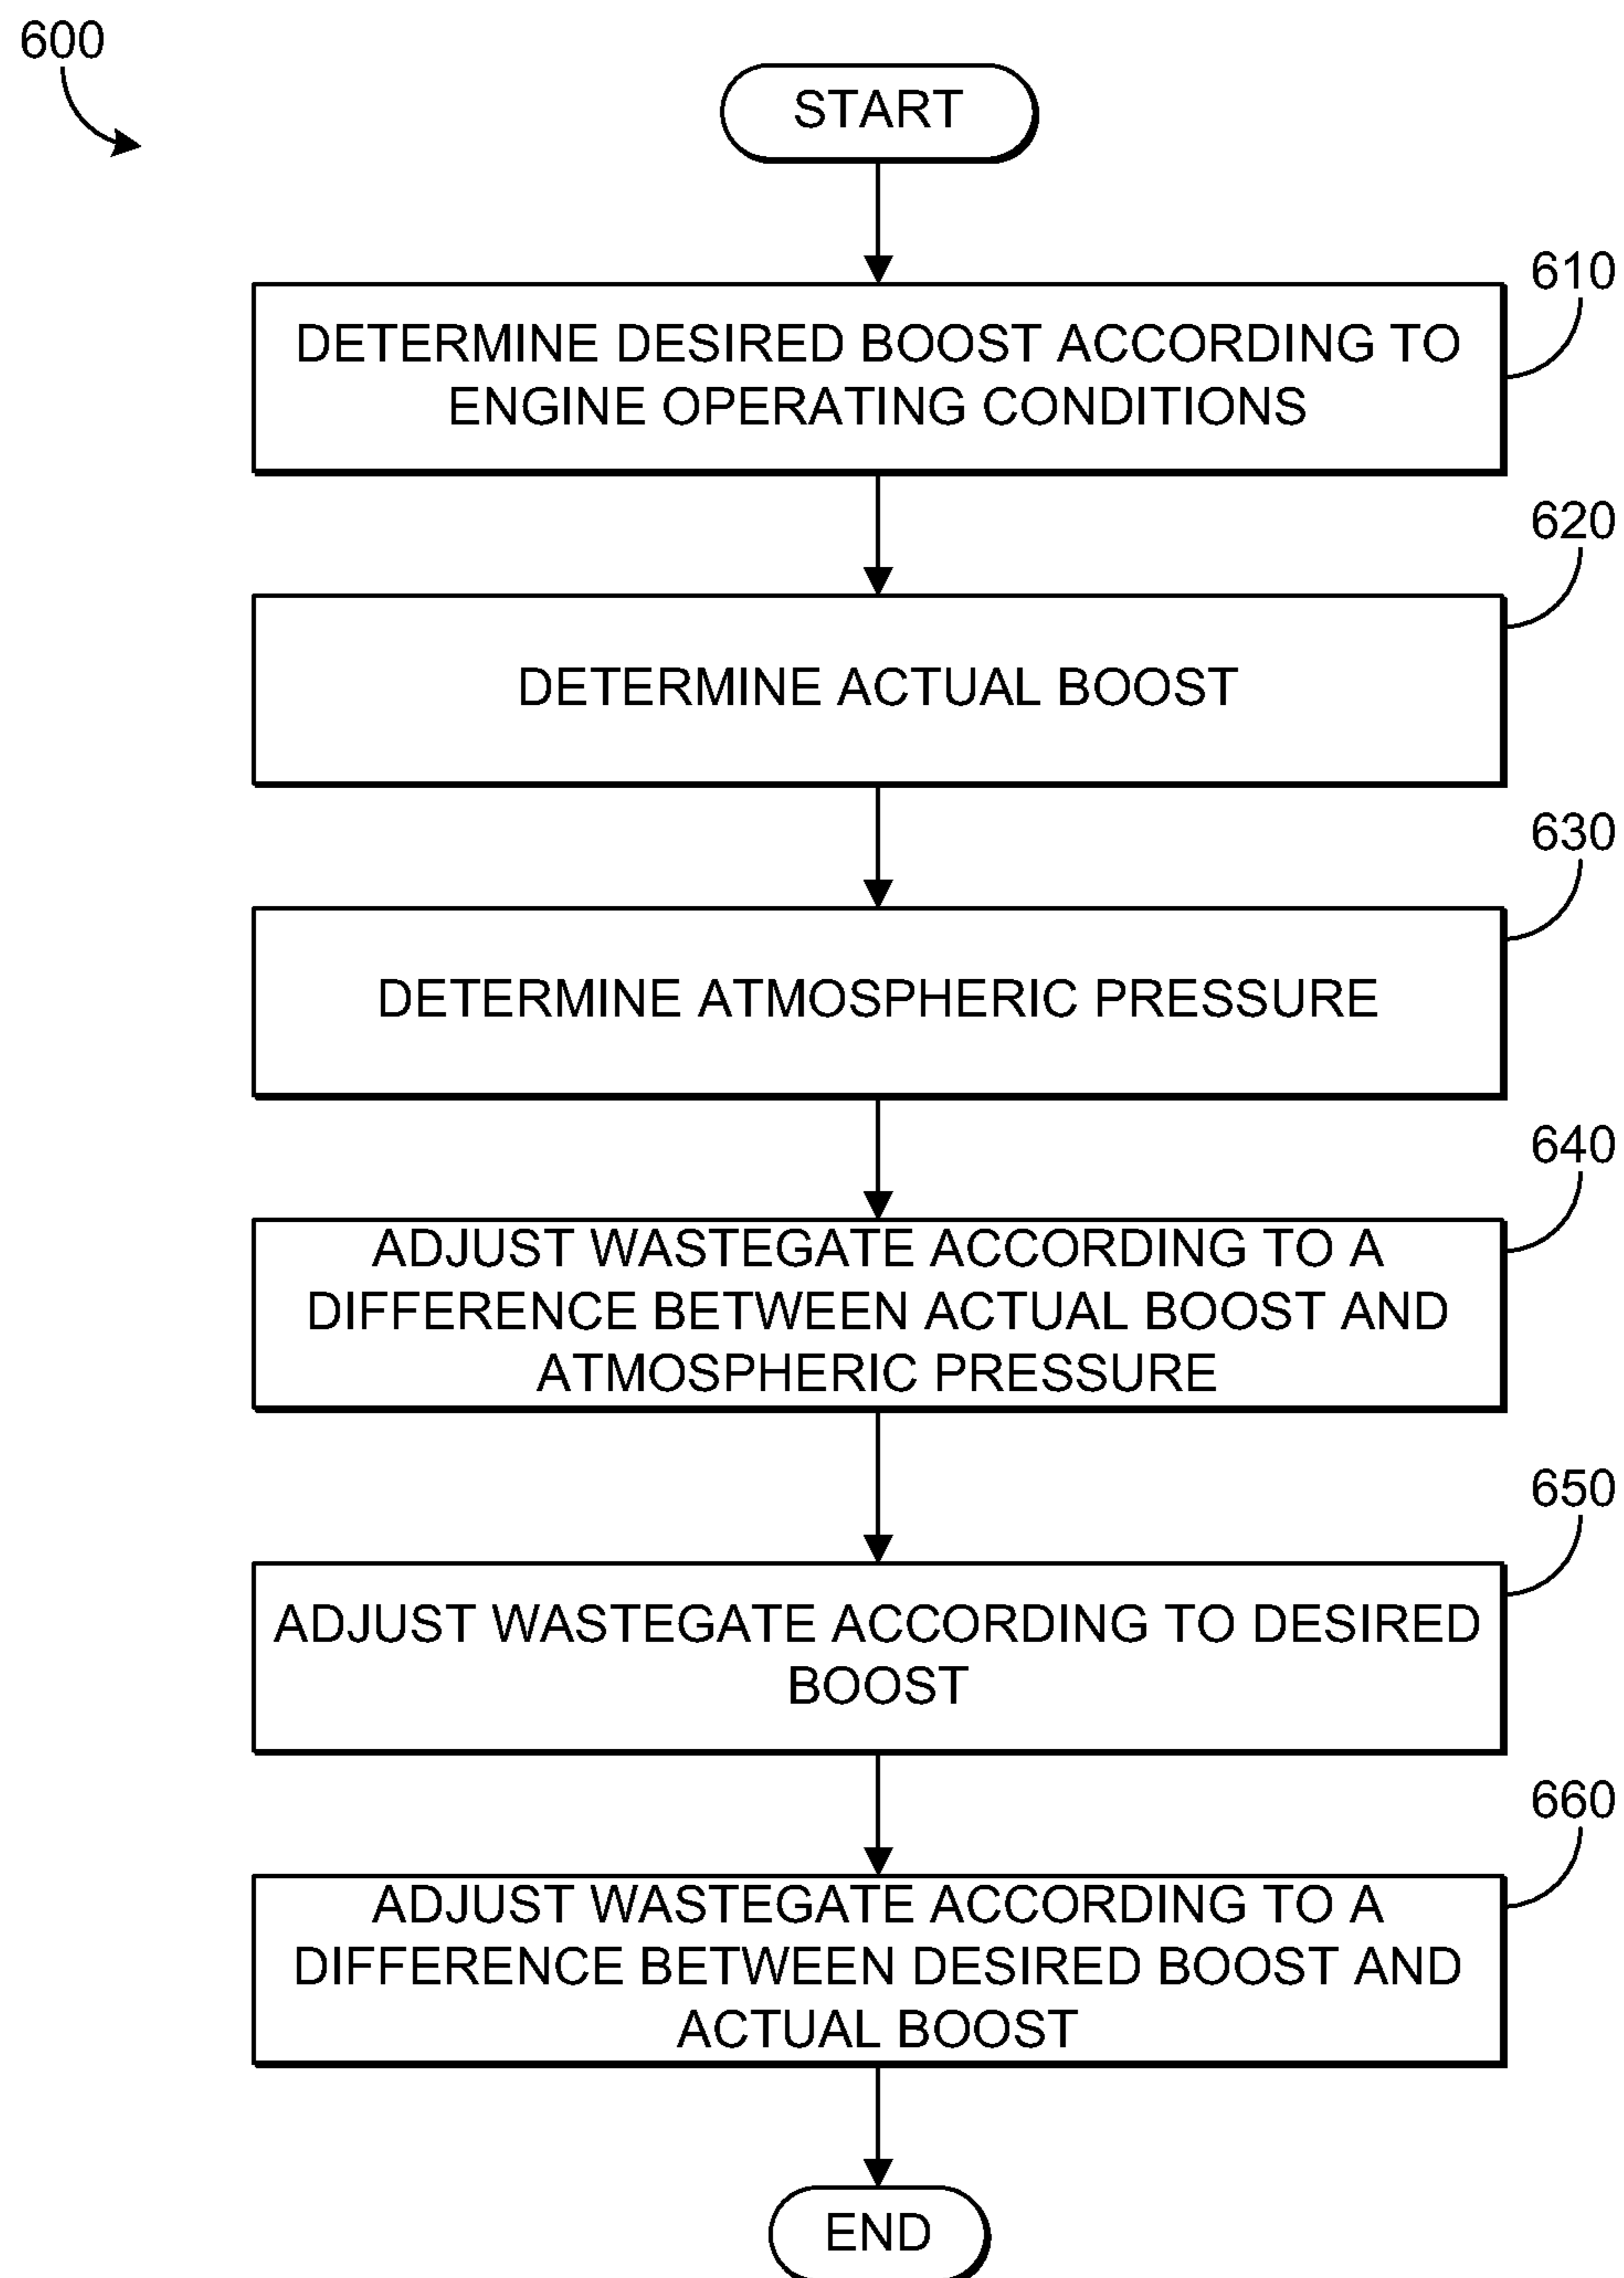 600
START
610
DETERMINE DESIRED BOOST ACCORDING TO
ENGINE OPERATING CONDITIONS
620
DETERMINE ACTUAL BOOST
630
DETERMINE ATMOSPHERIC PRESSURE
640
ADJUST WASTEGATE ACCORDING TO A
DIFFERENCE BETWEEN ACTUAL BOOST AND
ATMOSPHERIC PRESSURE
650
ADJUST WASTEGATE ACCORDING TO DESIRED
BOOST
660
ADJUST WASTEGATE ACCORDING TO A
DIFFERENCE BETWEEN DESIRED BOOST AND
ACTUAL BOOST
END